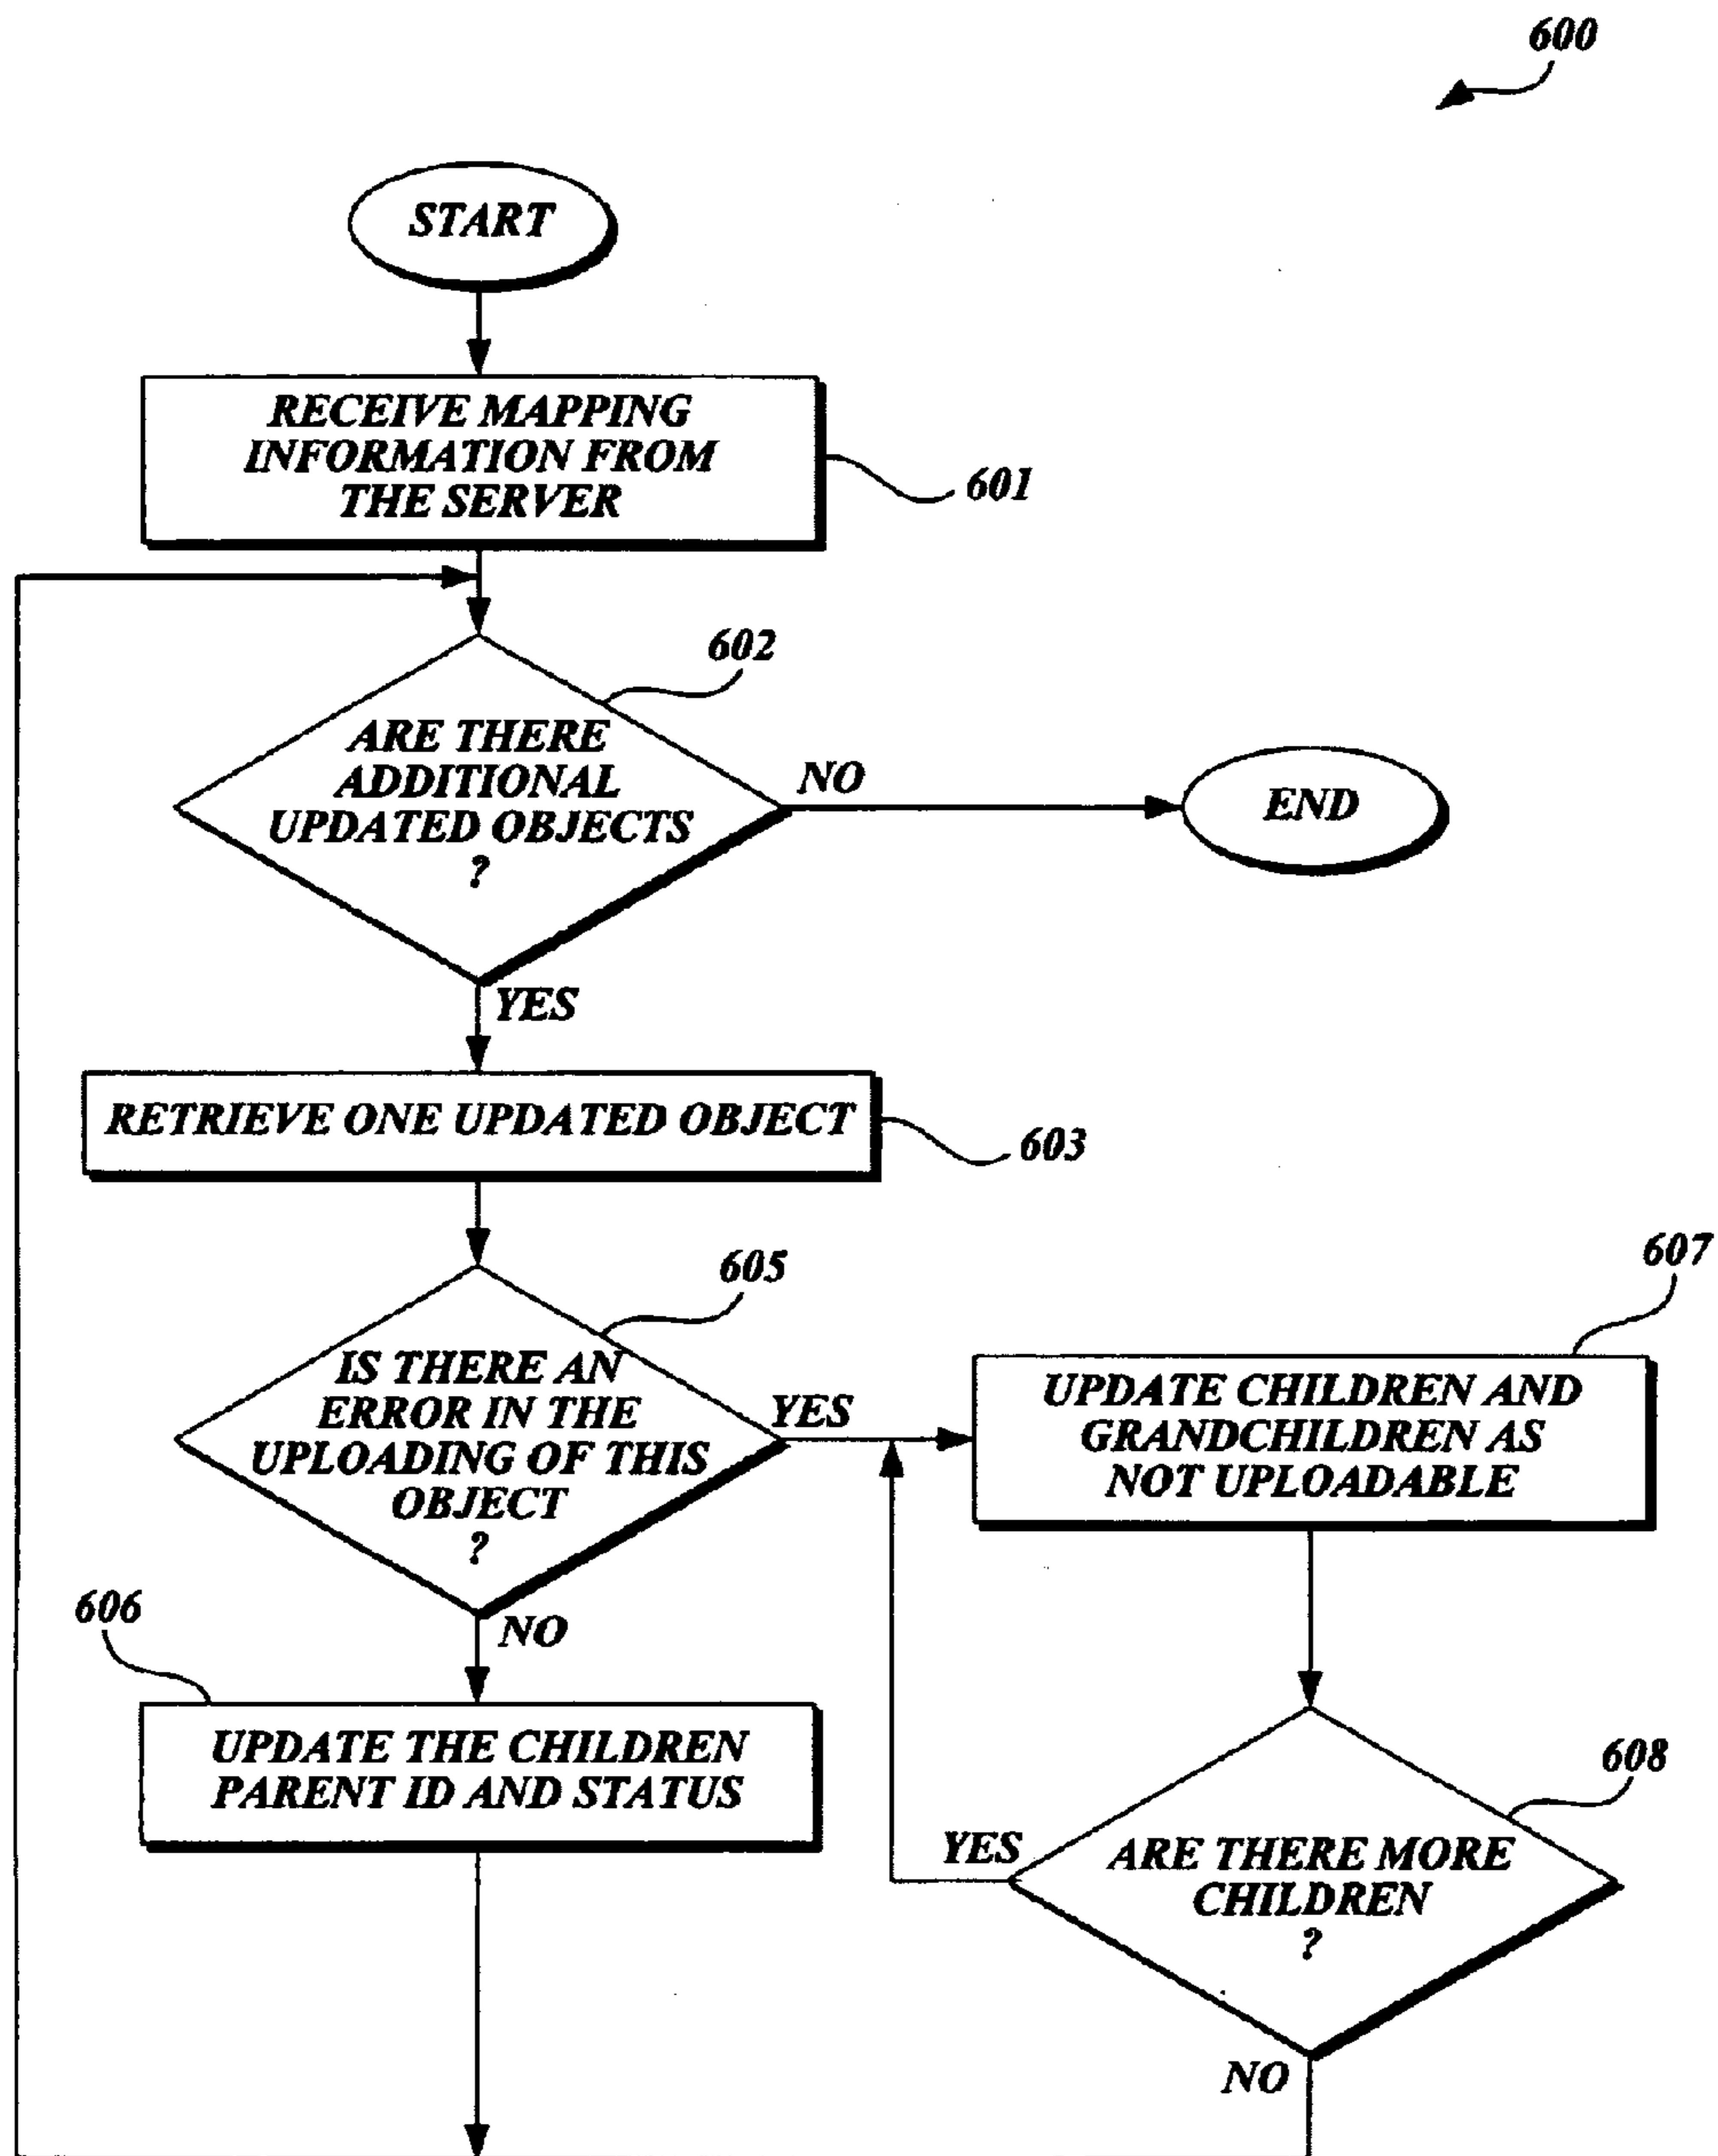 600
START
RECEIVE MAPPING
INFORMATION FROM
THE SERVER
601
602
ARE THERE
ADDITIONAL
UPDATED OBJECTS
?
NO
END
YES
RETRIEVE ONE UPDATED OBJECT
603
605
IS THERE AN
ERROR IN THE
UPLOADING OF THIS
OBJECT
?
YES
607
UPDATE CHILDREN AND
GRANDCHILDREN AS
NOT UPLOADABLE
NO
606
UPDATE THE CHILDREN
PARENT ID AND STATUS
608
YES
ARE THERE MORE
CHILDREN
?
NO